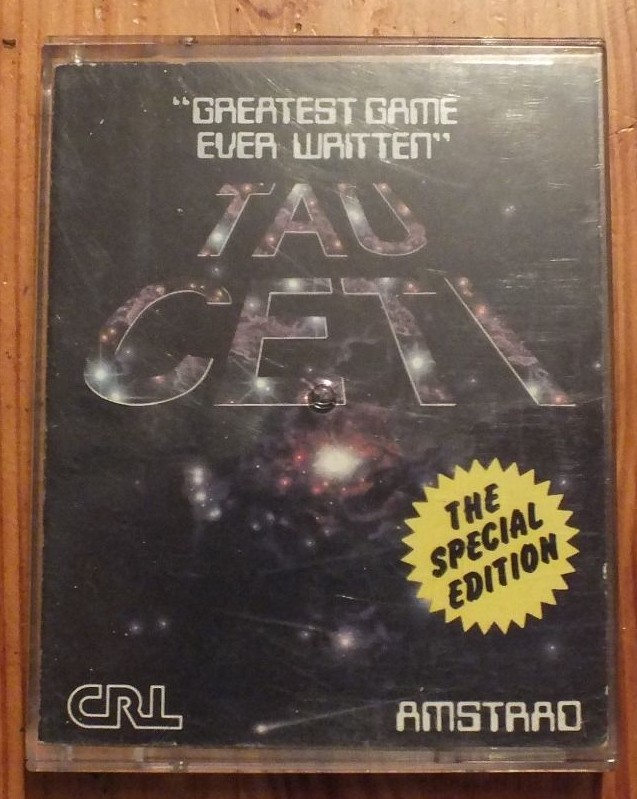 “GREATEST GAME
EVER WRITTEN”
TAU
CETI
THE
SPECIAL
EDITION
CRL
AMSTRAD